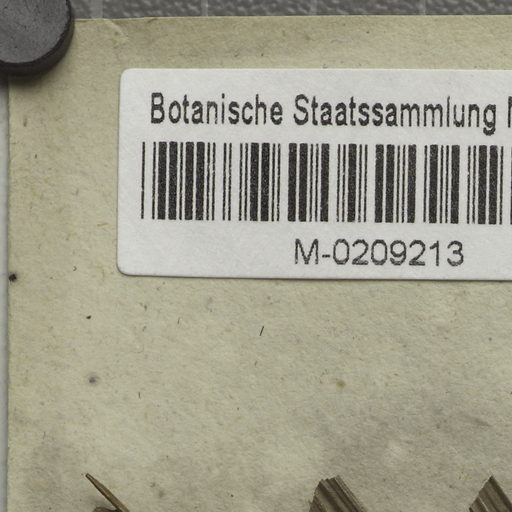 Botanische Staatssammlung
M-0209213